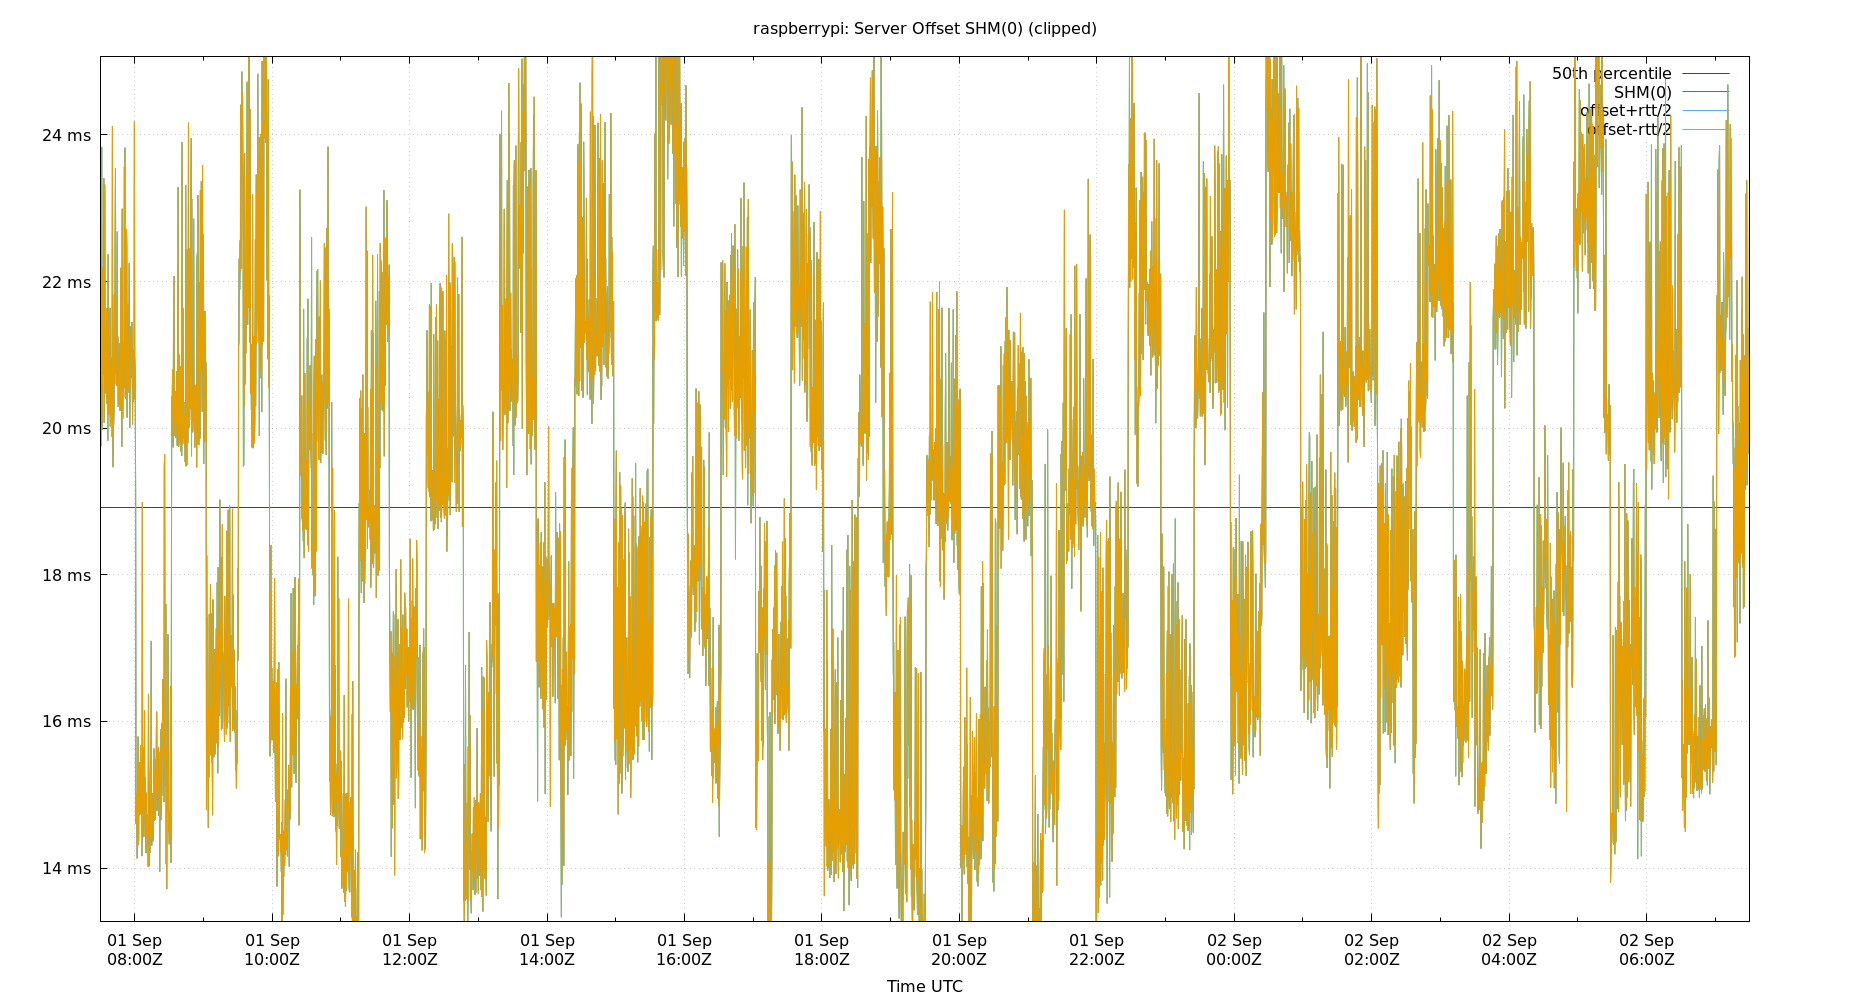 raspberrypi: Server Offset SHM(0) (clipped)
50th percentile
SHM(0)
offset+rtt/2
offset-rtt/2
24 ms
22 ms
20 ms
18 ms
16 ms
14 ms
01 Sep 01 Sep 01 Sep 01 Sep 01 Sep 01 Sep 01 Sep 01 Sep 02 Sep 02 Sep 02 Sep 02 Sep
08:00Z 10:00Z 12:00Z 14:00Z 16:00Z 18:00Z 20:00Z 22:00Z 00:00Z 02:00Z 04:00Z 06:00Z
Time UTC